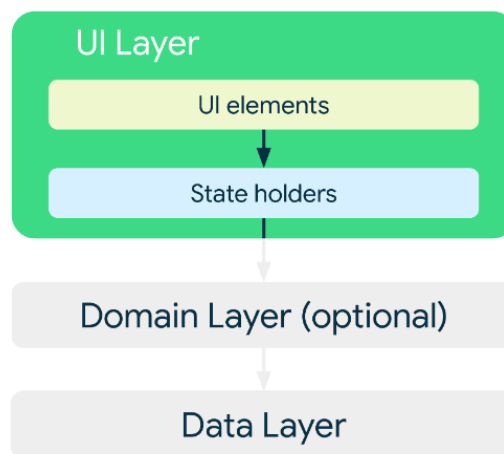 UI Layer
UI elements
State holders
Domain Layer (optional)
Data Layer